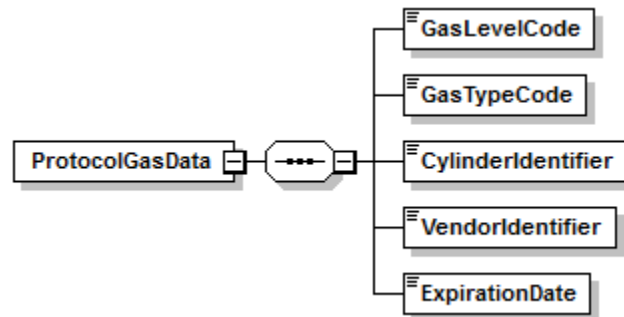 GasLevelCode
GasTypeCode
ProtocolGasData
CylinderIdentifier
VendorIdentifier
ExpirationDate